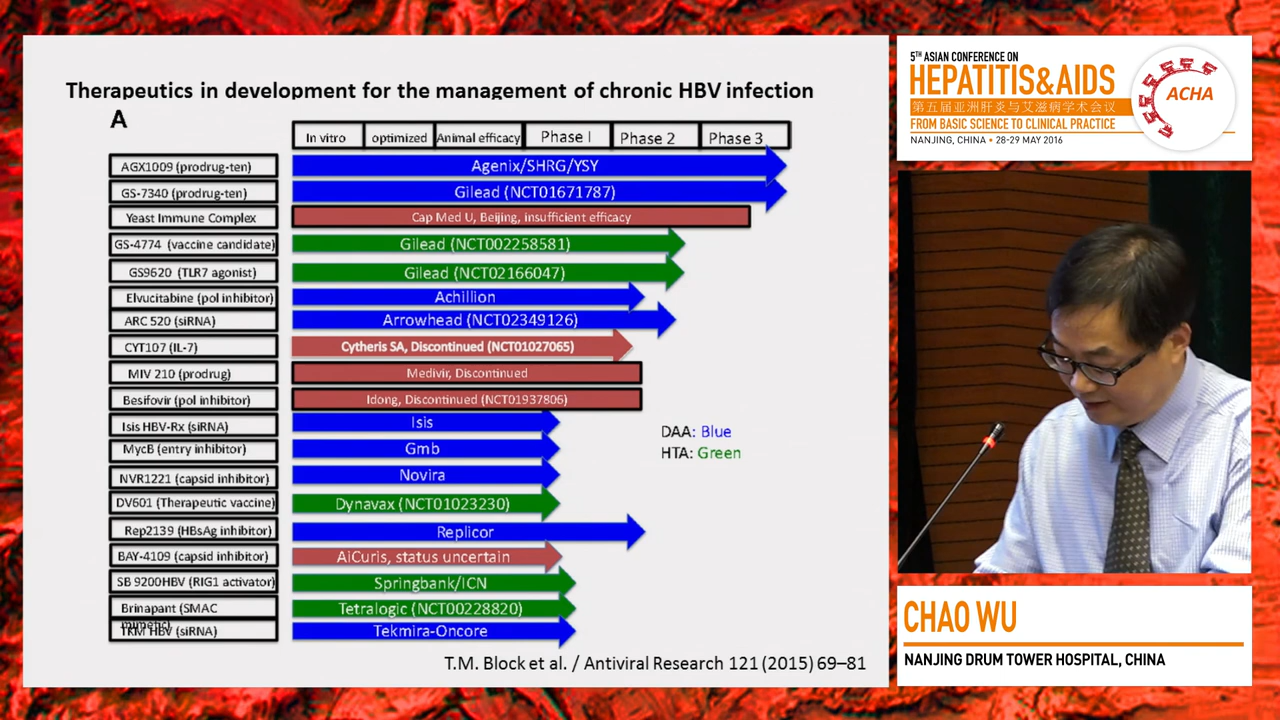 Therapeutics in development for the management of chronic HBV infection
A
In vitro optimized Animal efficacy Phase I Phase 2 Phase 3
AGX1009 (prodrug-ten) Agenix/SHRG/YSY
GS-7340 (prodrug-ten) Gilead (NCT01671787)
Yeast Immune Complex Cap Med U, Beijing, insufficient efficacy
GS-4774 (vaccine candidate) Gilead (NCT002258581)
GS9620 (TLR7 agonist) Gilead (NCT02166047)
Elvucitabine (pol inhibitor) Achillion
ARC 520 (siRNA) Arrowhead (NCT02349126)
CYT107 (IL-7) Cytheris SA, Discontinued (NCT01027065)
MIV 210 (prodrug) Medivir, Discontinued
Besifovir (pol inhibitor) Idong, Discontinued (NCT01937806)
Isis HBV-Rx (siRNA) Isis
MycB (entry inhibitor) Gmb
NVR1221 (capsid inhibitor) Novira
DV601 (Therapeutic vaccine) Dynavax (NCT01023230)
Rep2139 (HBsAg inhibitor) Replicor
BAY-4109 (capsid inhibitor) AiCuris, status uncertain
SB 9200HBV (RIG1 activator) Springbank/ICN
Brinapant (SMAC Tetralogic (NCT00228820)
mimetic)
TKM HBV (siRNA) Tekmira-Oncore
DAA: Blue
HTA: Green
T.M. Block et al. / Antiviral Research 121 (2015) 69–81
5TH ASIAN CONFERENCE ON
HEPATITIS&AIDS
第五届亚洲肝炎与艾滋病学术会议
FROM BASIC SCIENCE TO CLINICAL PRACTICE
NANJING, CHINA • 28-29 MAY 2016
ACHA
CHAO WU
NANJING DRUM TOWER HOSPITAL, CHINA